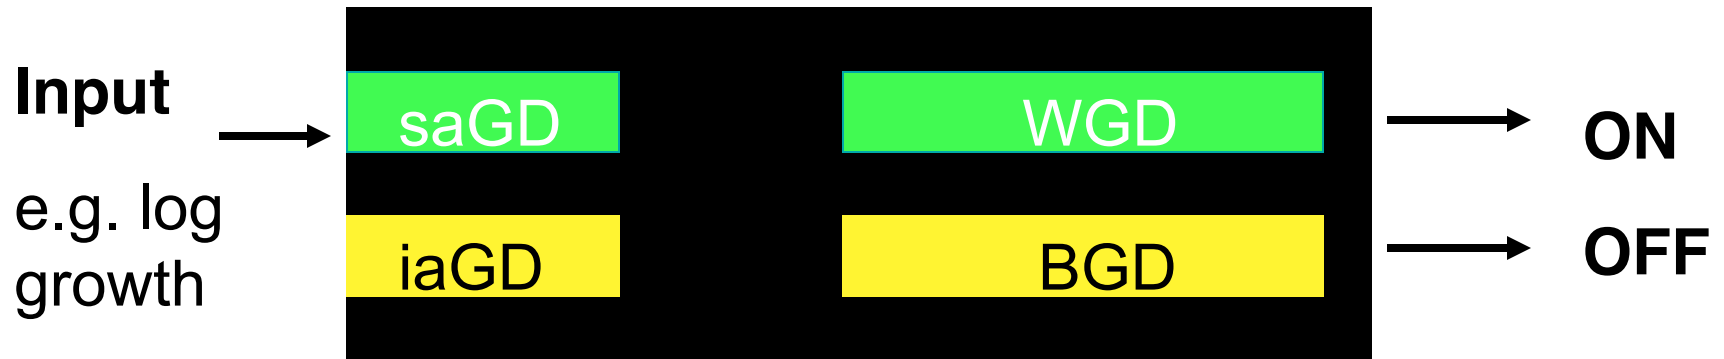 Input
e.g. log
growth
saGD
WGD
iaGD
BGD
ON
OFF